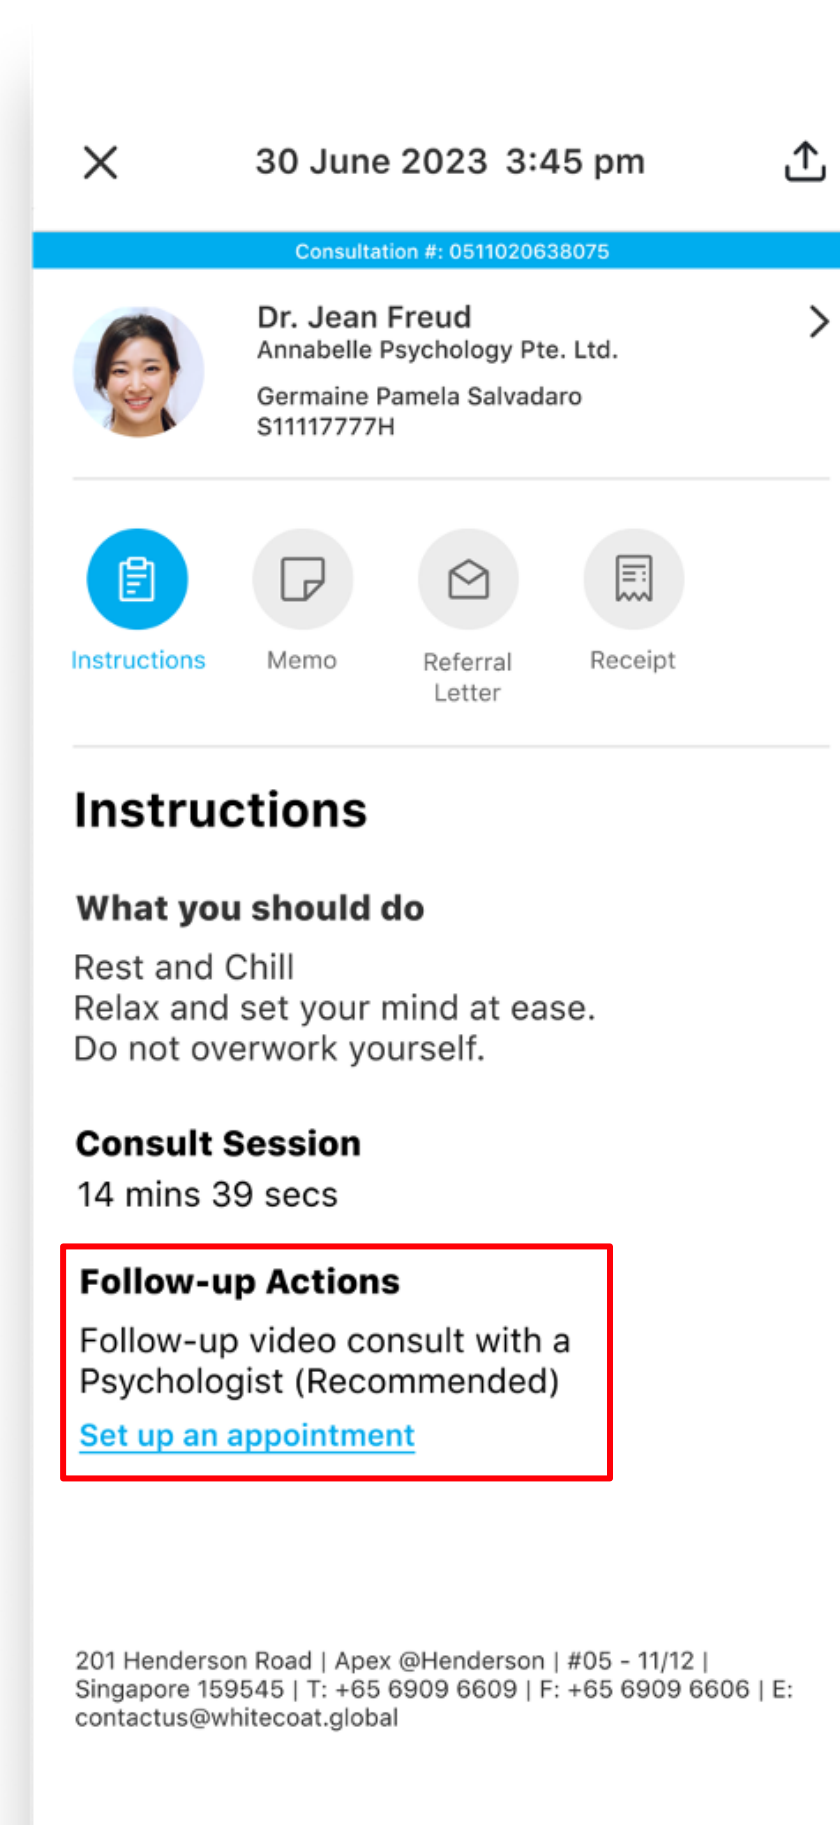 30 June 2023 3:45 pm
Consultation #: 0511020638075
Dr. Jean Freud
Annabelle Psychology Pte. Ltd.
Germaine Pamela Salvadaro
S11117777H
Instructions
Memo
Referral
Letter
Receipt
Instructions
What you should do
Rest and Chill
Relax and set your mind at ease.
Do not overwork yourself.
Consult Session
14 mins 39 secs
Follow-up Actions
Follow-up video consult with a
Psychologist (Recommended)
Set up an appointment
201 Henderson Road | Apex @Henderson | #05 - 11/12 |
Singapore 159545 | T: +65 6909 6609 | F: +65 6909 6606 | E:
contactus@whitecoat.global